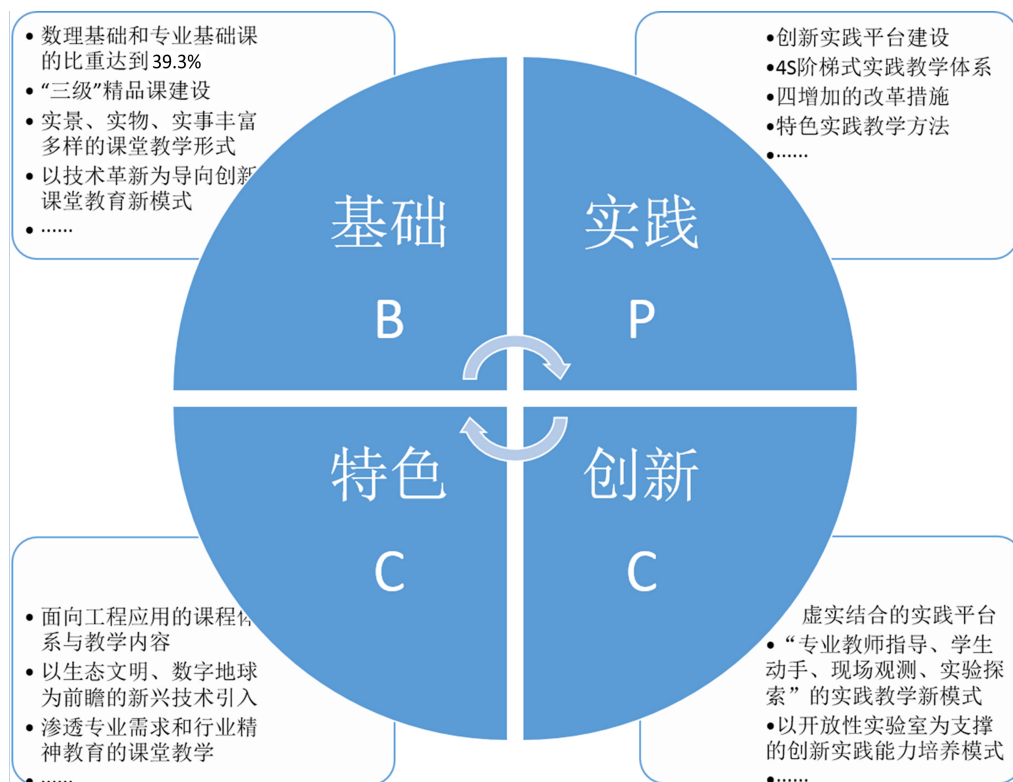 • 数理基础和专业基础课
的比重达到39.3%
• “三级”精品课建设
• 实景、实物、实事丰富
多样的课堂教学形式
• 以技术革新为导向创新
课堂教育新模式
• ······
•创新实践平台建设
•4S阶梯式实践教学体系
•四增加的改革措施
•特色实践教学方法
•······
基础
B
实践
P
特色
C
创新
C
• 面向工程应用的课程体
系与教学内容
• 以生态文明、数字地球
为前瞻的新兴技术引入
• 渗透专业需求和行业精
神教育的课堂教学
• ······
虚实结合的实践平台
•“专业教师指导、学生
动手、现场观测、实验探
索”的实践教学新模式
•以开放性实验室为支撑
的创新实践能力培养模式
•······